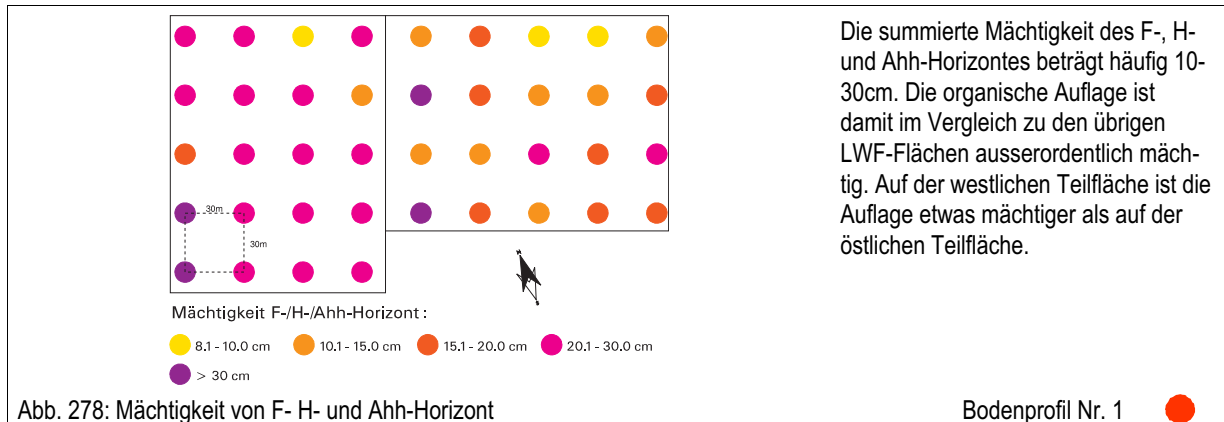 30m
30m
Mächtigkeit F-/H-/Ahh-Horizont :
8.1 - 10.0 cm 10.1 - 15.0 cm 15.1 - 20.0 cm 20.1 - 30.0 cm
> 30 cm
Die summierte Mächtigkeit des F-, H-
und Ahh-Horizontes beträgt häufig 10-
30cm. Die organische Auflage ist
damit im Vergleich zu den übrigen
LWF-Flächen ausserordentlich mäch-
tig. Auf der westlichen Teilfläche ist die
Auflage etwas mächtiger als auf der
östlichen Teilfläche.
Abb. 278: Mächtigkeit von F- H- und Ahh-Horizont
Bodenprofil Nr. 1